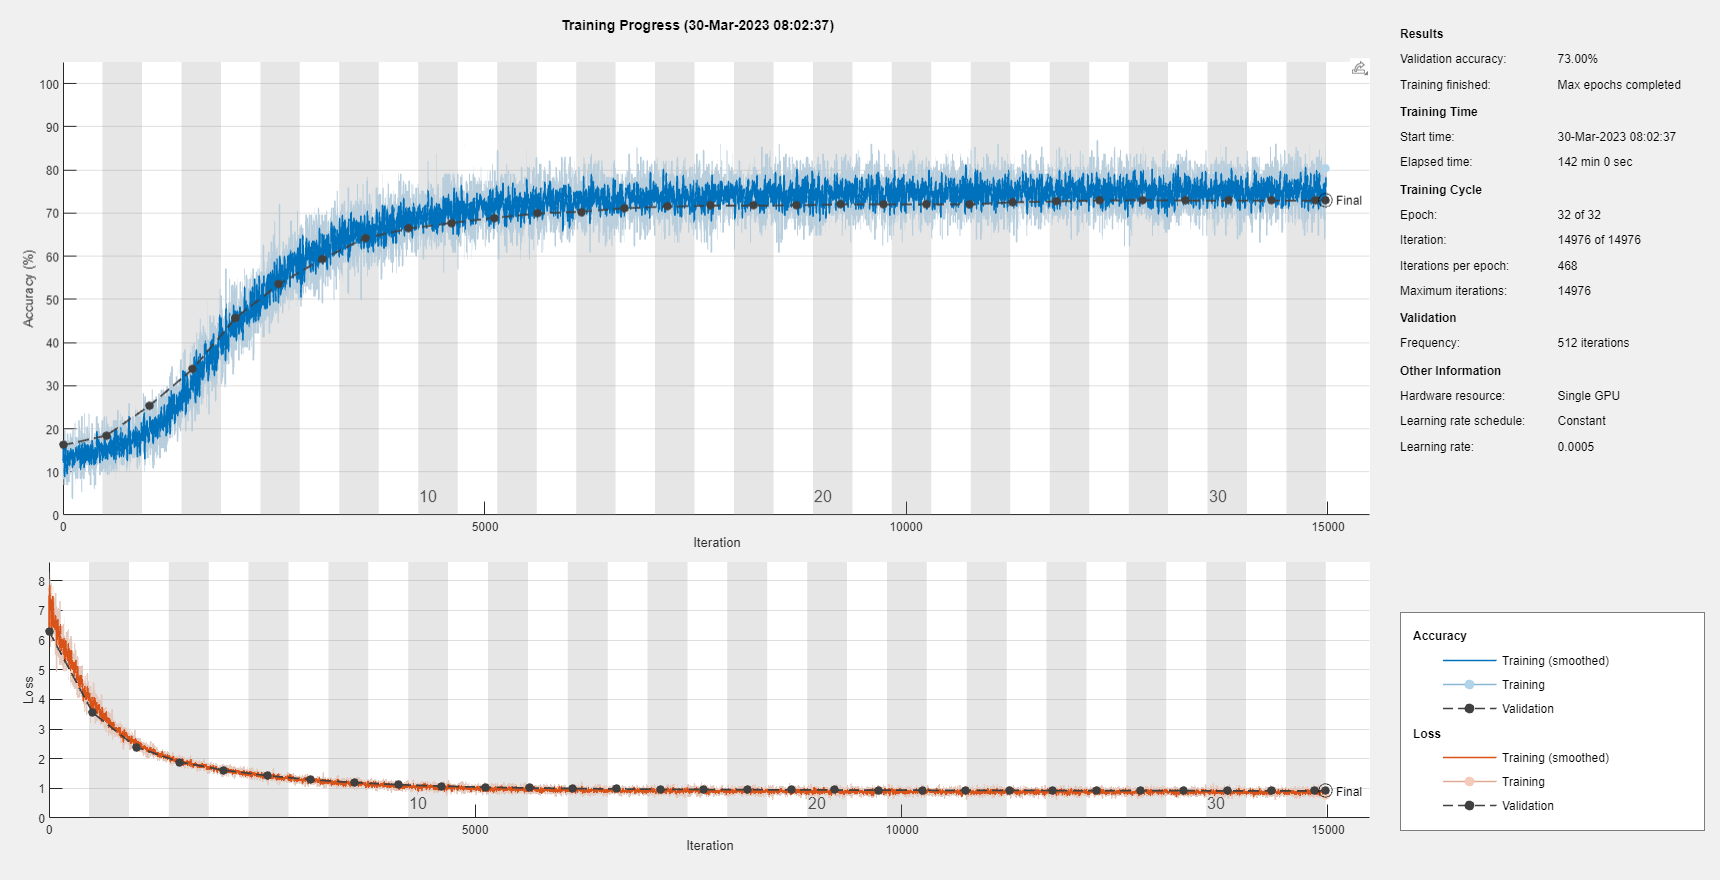 Training Progress (30-Mar-2023 08:02:37)
100
90
80
70
60
50
40
30
20
10
0
Accuracy (%)
Final
10
20
30
0
5000
10000
15000
Iteration
8
7
6
5
4
3
2
1
0
Loss
Final
10
20
30
0
5000
10000
15000
Iteration
Results
Validation accuracy: 73.00%
Training finished: Max epochs completed
Training Time
Start time: 30-Mar-2023 08:02:37
Elapsed time: 142 min 0 sec
Training Cycle
Epoch: 32 of 32
Iteration: 14976 of 14976
Iterations per epoch: 468
Maximum iterations: 14976
Validation
Frequency: 512 iterations
Other Information
Hardware resource: Single GPU
Learning rate schedule: Constant
Learning rate: 0.0005
Accuracy
Training (smoothed)
Training
Validation
Loss
Training (smoothed)
Training
Validation